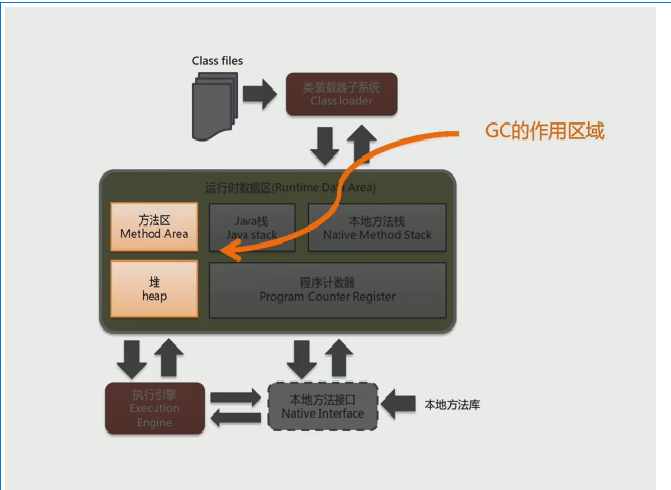 Class files
类装载器子系统
Class loader
GC的作用区域
运行时数据区(Runtime Data Area)
方法区
Method Area
Java栈
Java stack
本地方法栈
Native Method Stack
堆
heap
程序计数器
Program Counter Register
执行引擎
Execution
Engine
本地方法接口
Native Interface
本地方法库